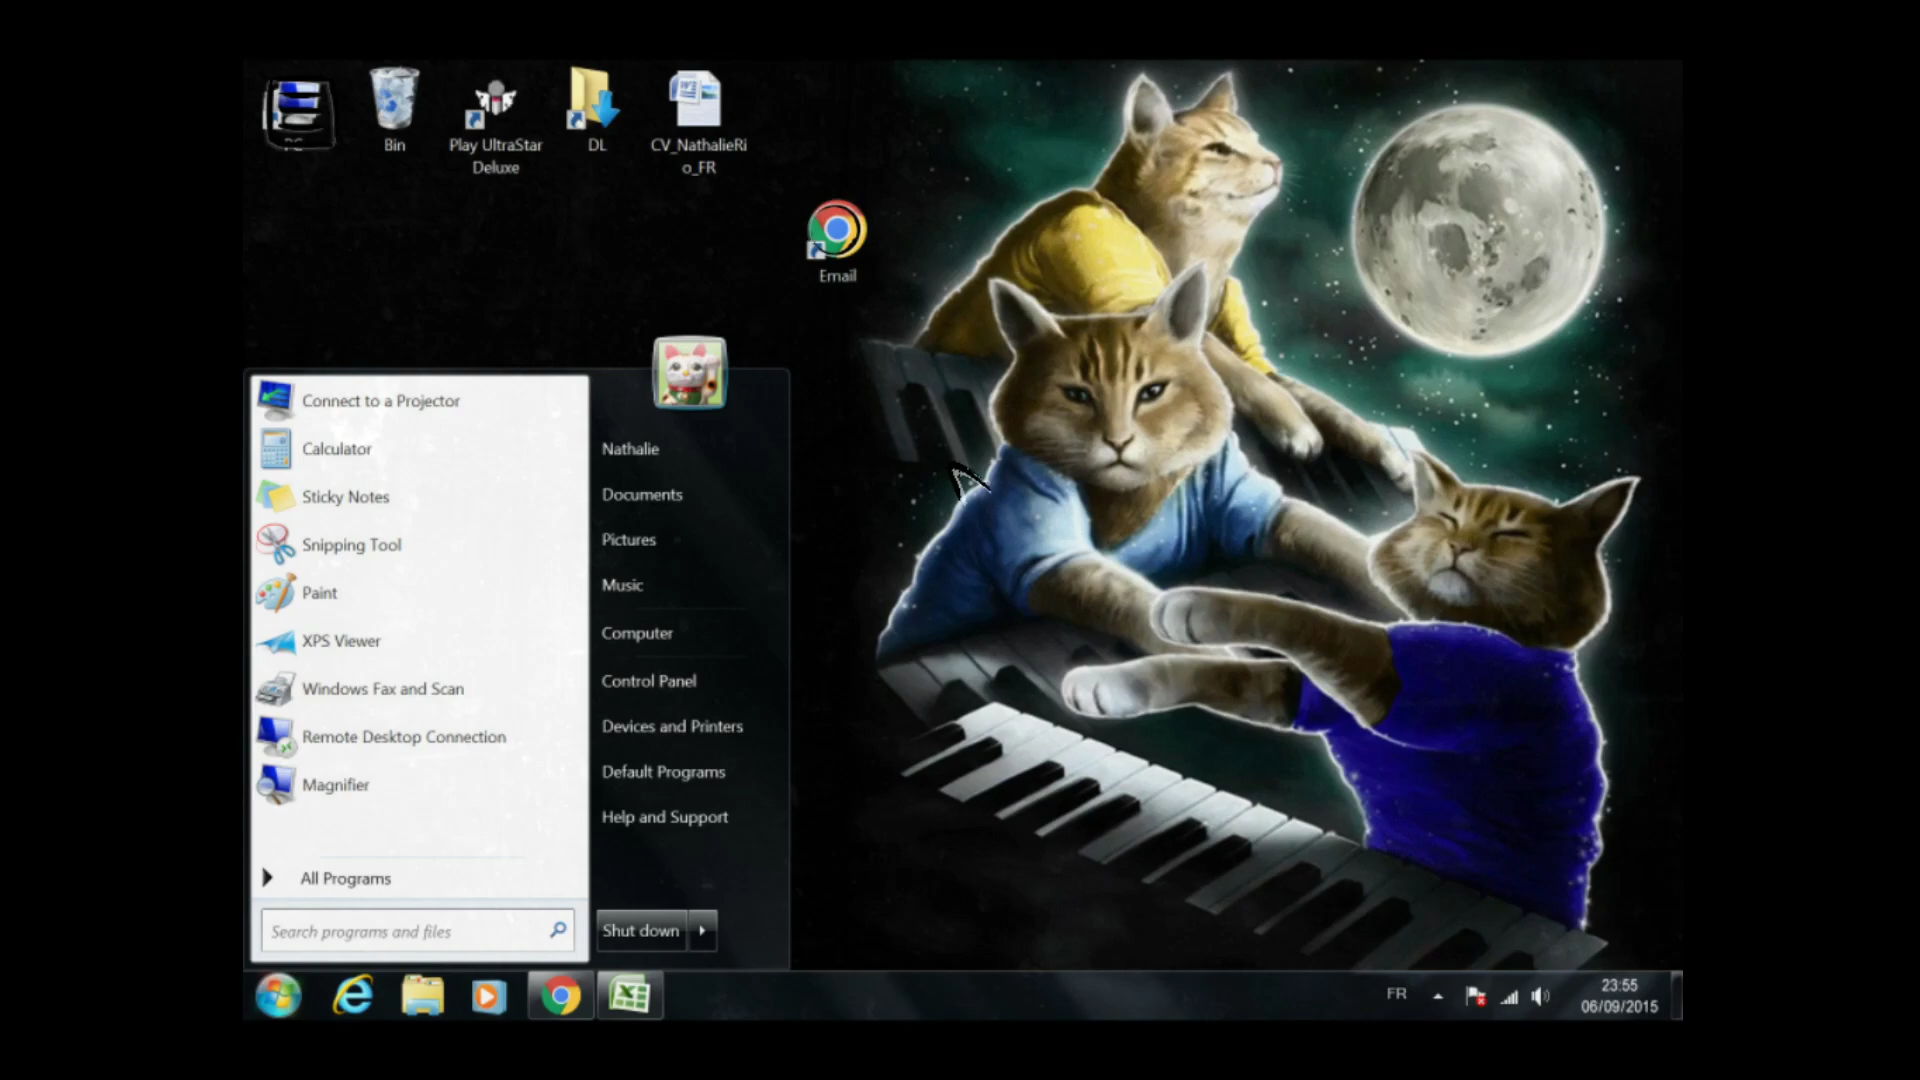 PC
Bin
Play UltraStar
Deluxe
DL
CV_NathalieRi
o_FR
Email
Connect to a Projector
Calculator
Sticky Notes
Snipping Tool
Paint
XPS Viewer
Windows Fax and Scan
Remote Desktop Connection
Magnifier
All Programs
Search programs and files
Nathalie
Documents
Pictures
Music
Computer
Control Panel
Devices and Printers
Default Programs
Help and Support
Shut down
FR
23:55
06/09/2015